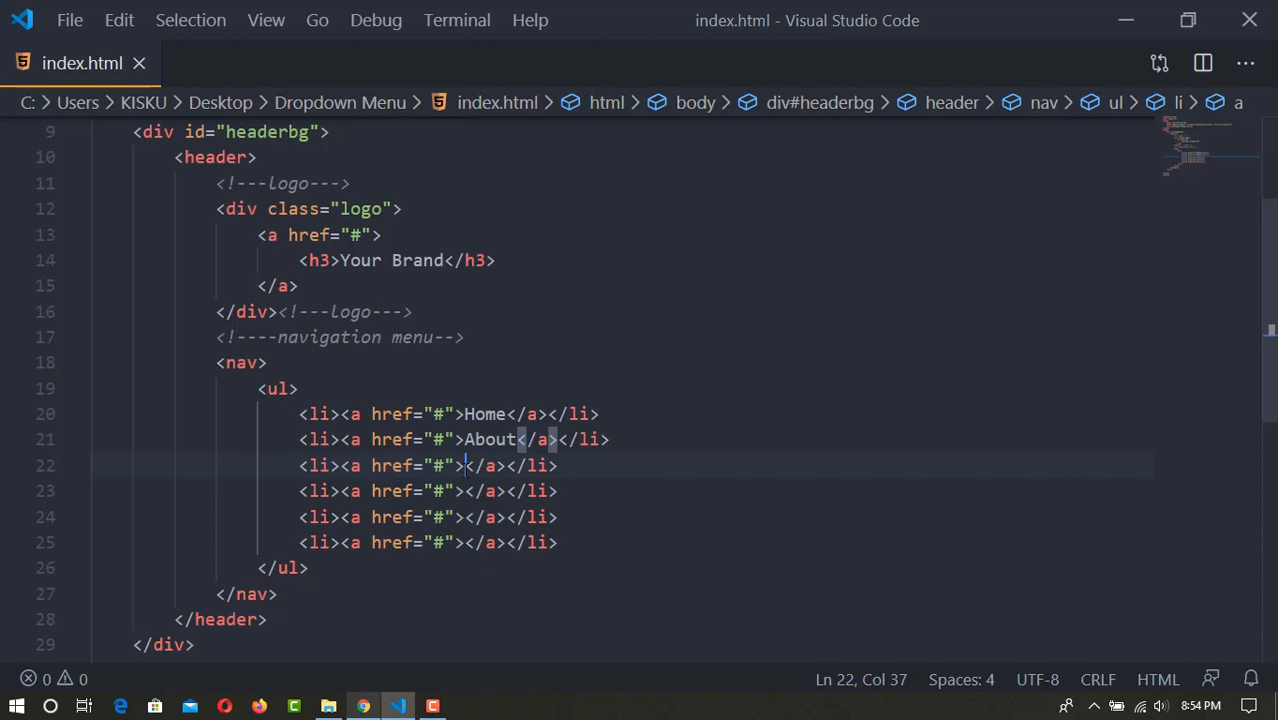 File Edit Selection View Go Debug Terminal Help index.html - Visual Studio Code
index.html
C: Users KISKU Desktop Dropdown Menu index.html html body div#headerbg header nav ul li a
9 <div id="headerbg">
10 <header>
11 <!---logo--->
12 <div class="logo">
13 <a href="#">
14 <h3>Your Brand</h3>
15 </a>
16 </div><!---logo--->
17 <!----navigation menu-->
18 <nav>
19 <ul>
20 <li><a href="#">Home</a></li>
21 <li><a href="#">About</a></li>
22 <li><a href="#"></a></li>
23 <li><a href="#"></a></li>
24 <li><a href="#"></a></li>
25 <li><a href="#"></a></li>
26 </ul>
27 </nav>
28 </header>
29 </div>
0 0 Ln 22, Col 37 Spaces: 4 UTF-8 CRLF HTML
8:54 PM